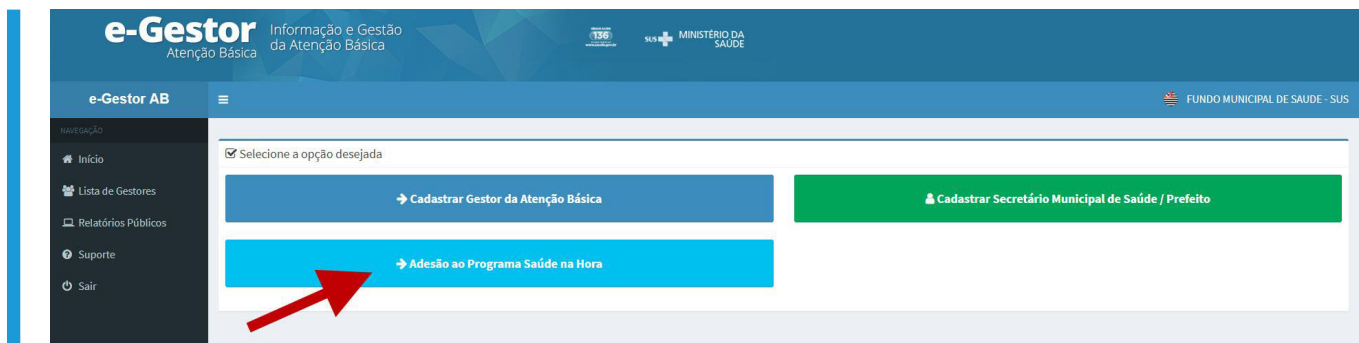 e-Gestor
Atenção Básica
Informação e Gestão
da Atenção Básica
136
SUS
MINISTÉRIO DA
SAÚDE
e-Gestor AB
FUNDO MUNICIPAL DE SAUDE - SUS
NAVEGAÇÃO
Início
Lista de Gestores
Relatórios Públicos
Suporte
Sair
Selecione a opção desejada
Cadastrar Gestor da Atenção Básica
Cadastrar Secretário Municipal de Saúde / Prefeito
Adesão ao Programa Saúde na Hora